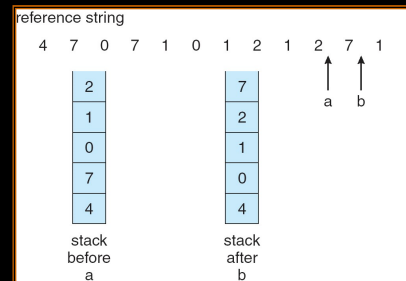 reference string
4 7 0 7 1 0 1 2 1 2 7 1
a b
2 7
1 2
0 1
7 0
4 4
stack stack
before after
a b